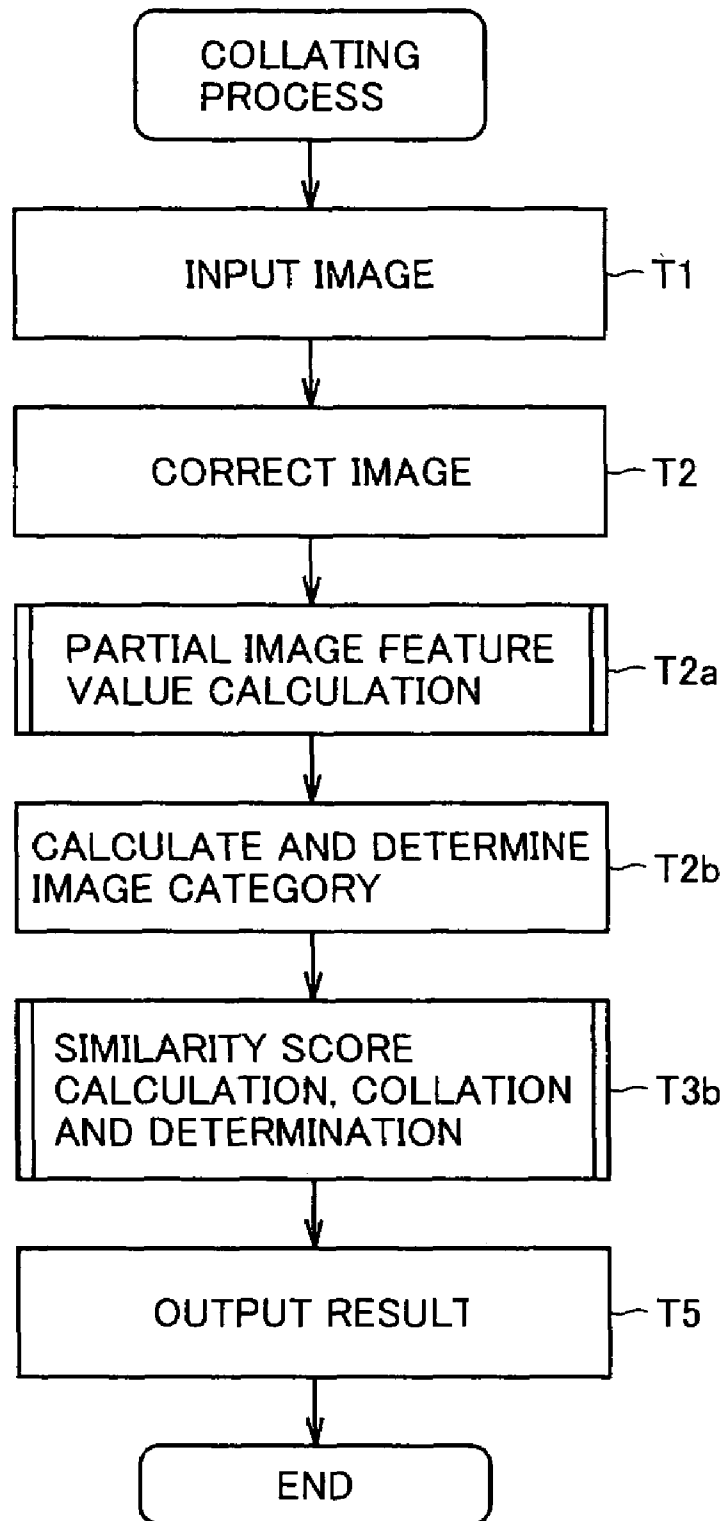 COLLATING
PROCESS
INPUT IMAGE
T1
CORRECT IMAGE
T2
PARTIAL IMAGE FEATURE
VALUE CALCULATION
T2a
CALCULATE AND DETERMINE
IMAGE CATEGORY
T2b
SIMILARITY SCORE
CALCULATION, COLLATION
AND DETERMINATION
T3b
OUTPUT RESULT
T5
END